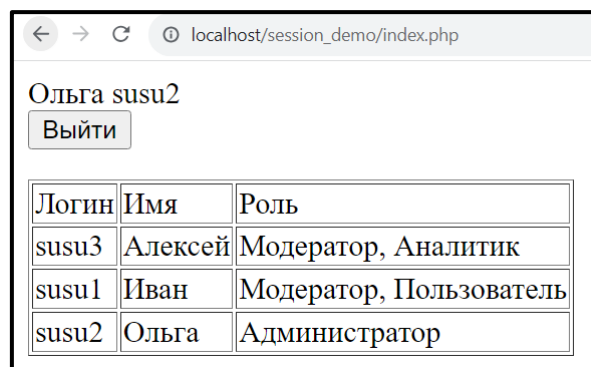 localhost/session_demo/index.php
Ольга susu2
Выйти
Логин Имя Роль
susu3 Алексей Модератор, Аналитик
susu1 Иван Модератор, Пользователь
susu2 Ольга Администратор